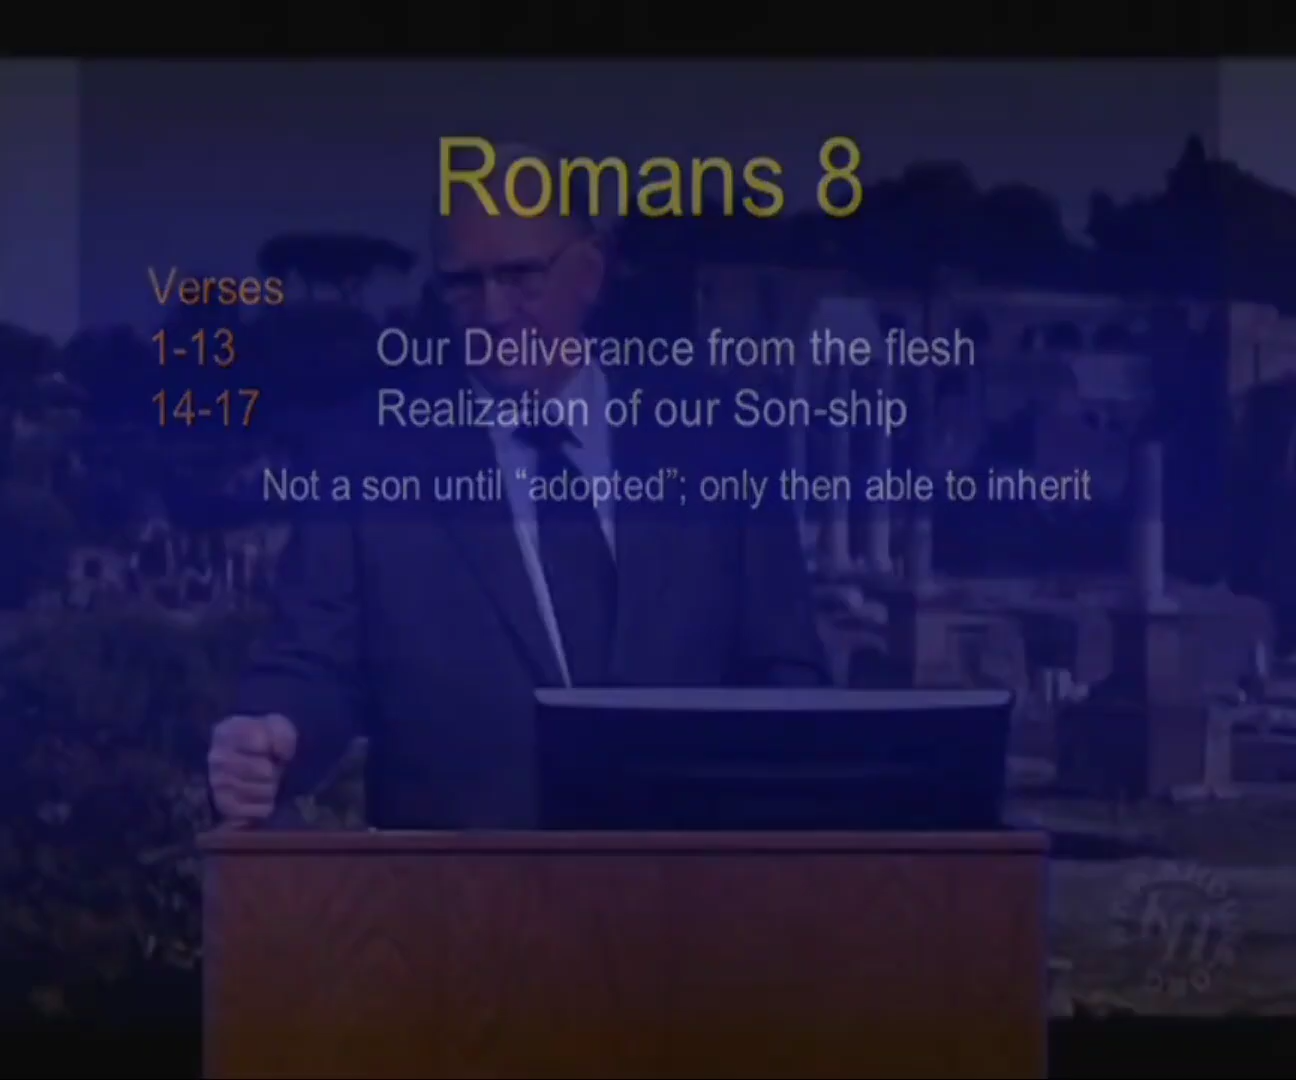 Romans 8
Verses
1-13 Our Deliverance from the flesh
14-17 Realization of our Son-ship
Not a son until “adopted”; only then able to inherit